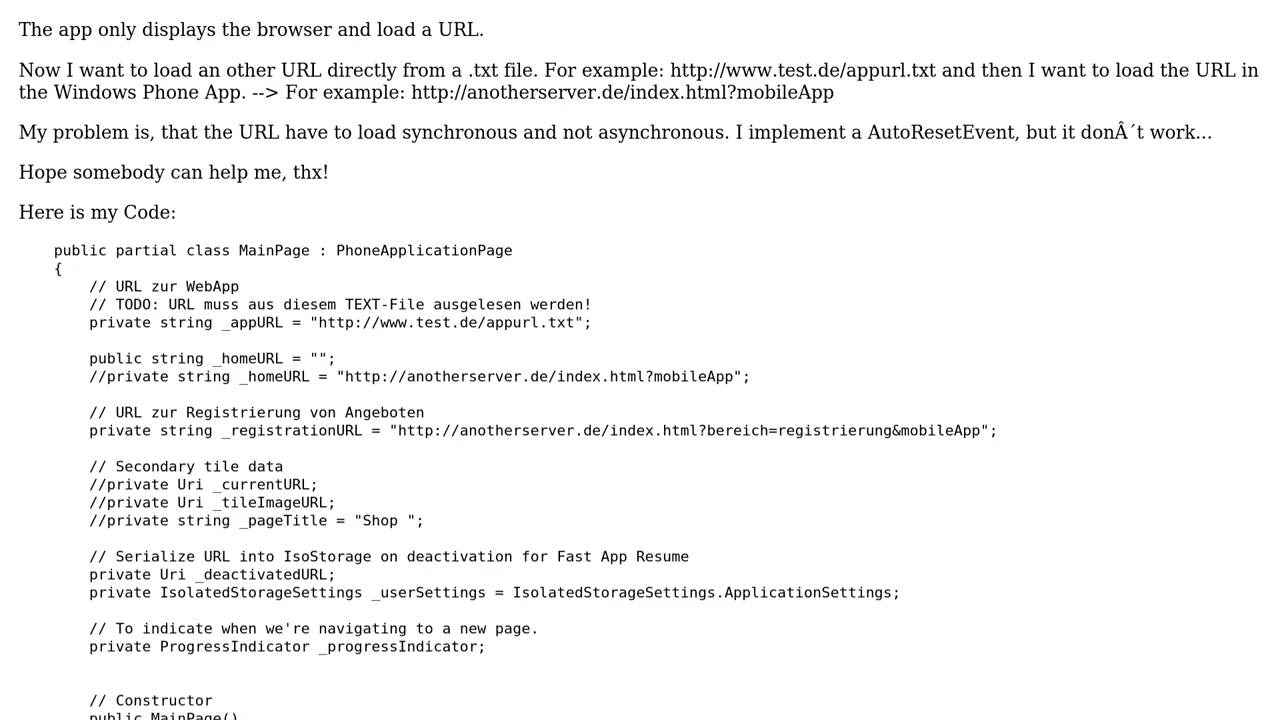 The app only displays the browser and load a URL.
Now I want to load an other URL directly from a .txt file. For example: http://www.test.de/appurl.txt and then I want to load the URL in
the Windows Phone App. --> For example: http://anotherserver.de/index.html?mobileApp
My problem is, that the URL have to load synchronous and not asynchronous. I implement a AutoResetEvent, but it donÂ´t work...
Hope somebody can help me, thx!
Here is my Code:
public partial class MainPage : PhoneApplicationPage
{
// URL zur WebApp
// TODO: URL muss aus diesem TEXT-File ausgelesen werden!
private string _appURL = "http://www.test.de/appurl.txt";
public string _homeURL = "";
//private string _homeURL = "http://anotherserver.de/index.html?mobileApp";
// URL zur Registrierung von Angeboten
private string _registrationURL = "http://anotherserver.de/index.html?bereich=registrierung&mobileApp";
// Secondary tile data
//private Uri _currentURL;
//private Uri _tileImageURL;
//private string _pageTitle = "Shop ";
// Serialize URL into IsoStorage on deactivation for Fast App Resume
private Uri _deactivatedURL;
private IsolatedStorageSettings _userSettings = IsolatedStorageSettings.ApplicationSettings;
// To indicate when we're navigating to a new page.
private ProgressIndicator _progressIndicator;
// Constructor
public MainPage()